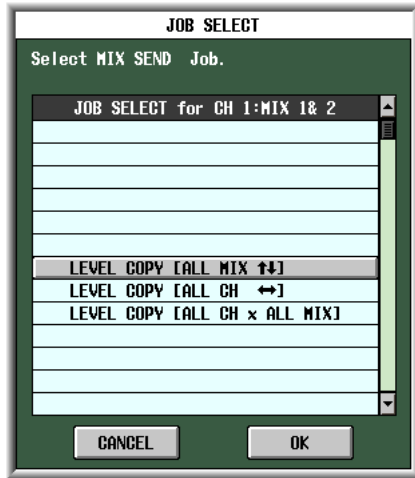 JOB SELECT
Select MIX SEND  Job.
JOB SELECT for CH 1:MIX 1& 2
LEVEL COPY [ALL MIX ↑↓]
LEVEL COPY [ALL CH ↔]
LEVEL COPY [ALL CH x ALL MIX]
CANCEL OK